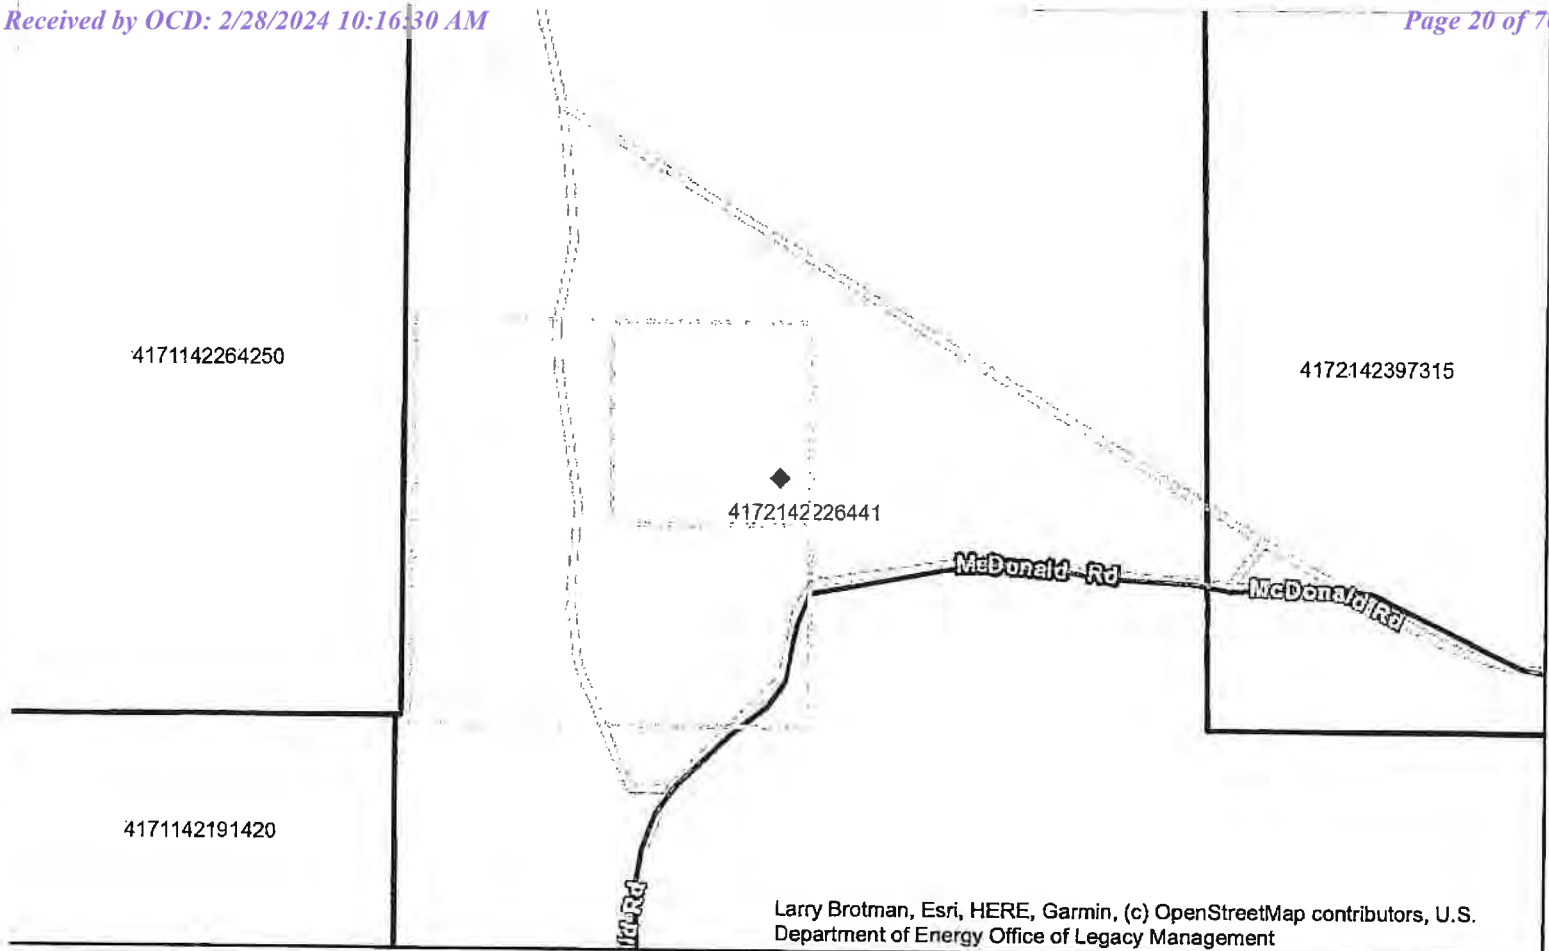 Received by OCD: 2/28/2024 10:16:30 AM
Page 20 of 7
4171142264250
4172142397315
4172142226441
McDonald Rd
McDonald Rd
4171142191420
ld Rd
Larry Brotman, Esri, HERE, Garmin, (c) OpenStreetMap contributors, U.S.
Department of Energy Office of Legacy Management